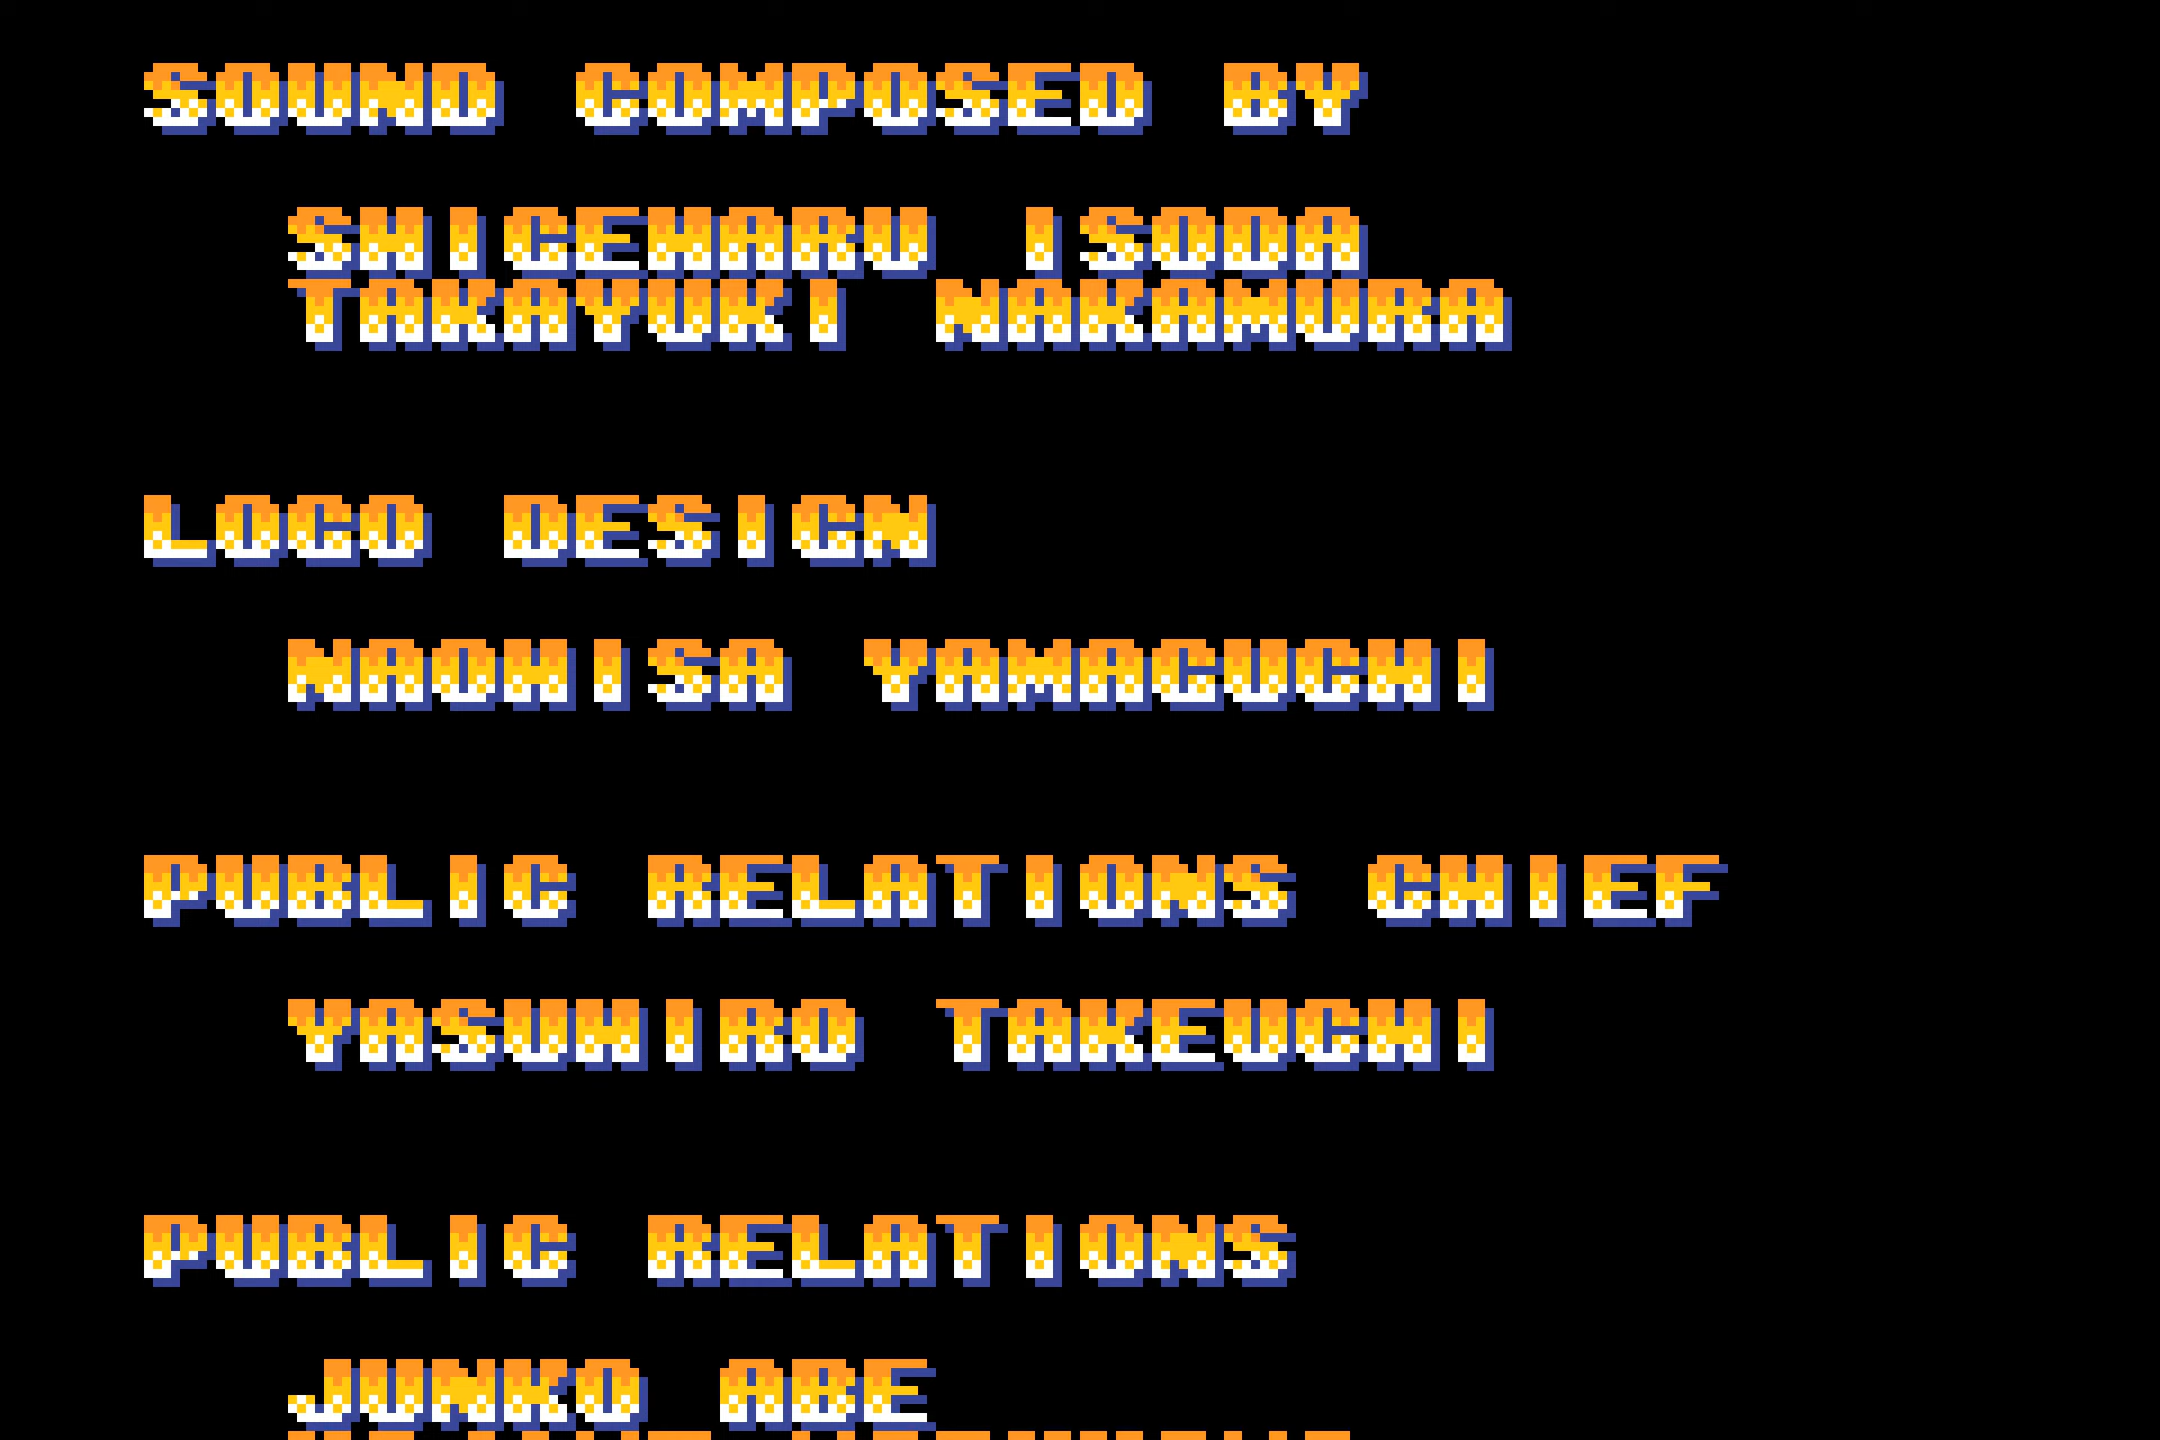 SOUND COMPOSED BY
SHIGEHARU ISODA
TAKAYUKI NAKAMURA
LOGO DESIGN
NAOHISA YAMAGUCHI
PUBLIC RELATIONS CHIEF
YASUHIRO TAKEUCHI
PUBLIC RELATIONS
JUNKO ABE